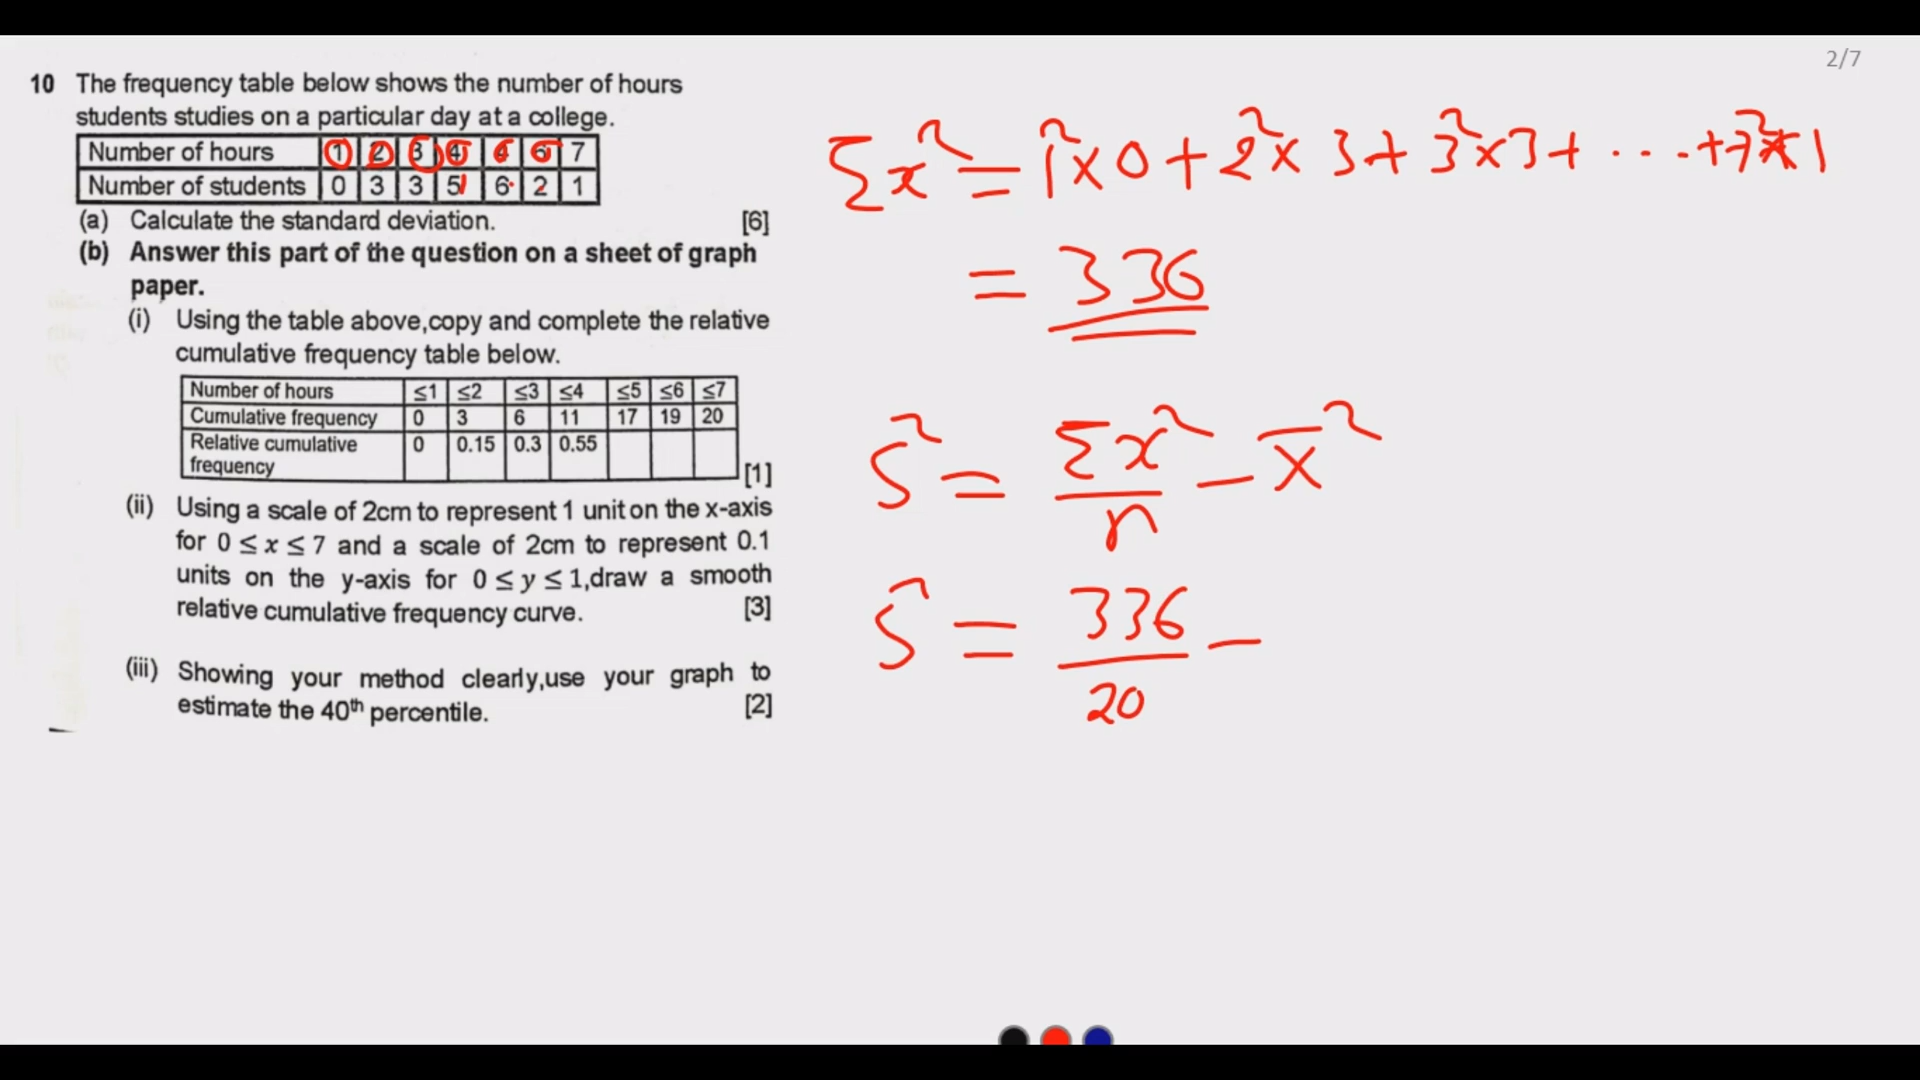 2/7
10 The frequency table below shows the number of hours
students studies on a particular day at a college.
Number of hours 1 2 3 4 6 7
Number of students 0 3 3 5 6 2 1
(a) Calculate the standard deviation. [6]
(b) Answer this part of the question on a sheet of graph
paper.
(i) Using the table above,copy and complete the relative
cumulative frequency table below.
Number of hours ≤1 ≤2 ≤3 ≤4 ≤5 ≤6 ≤7
Cumulative frequency 0 3 6 11 17 19 20
Relative cumulative 0 0.15 0.3 0.55
frequency [1]
(ii) Using a scale of 2cm to represent 1 unit on the x-axis
for 0 ≤ x ≤ 7 and a scale of 2cm to represent 0.1
units on the y-axis for 0 ≤ y ≤ 1,draw a smooth
relative cumulative frequency curve. [3]
(iii) Showing your method clearly,use your graph to
estimate the 40th percentile. [2]
Σx² = 1²×0 + 2²×3 + 3²×3 + ... + 7²×1
= 336
S² = Σx²/n − x̄²
S² = 336/20 −